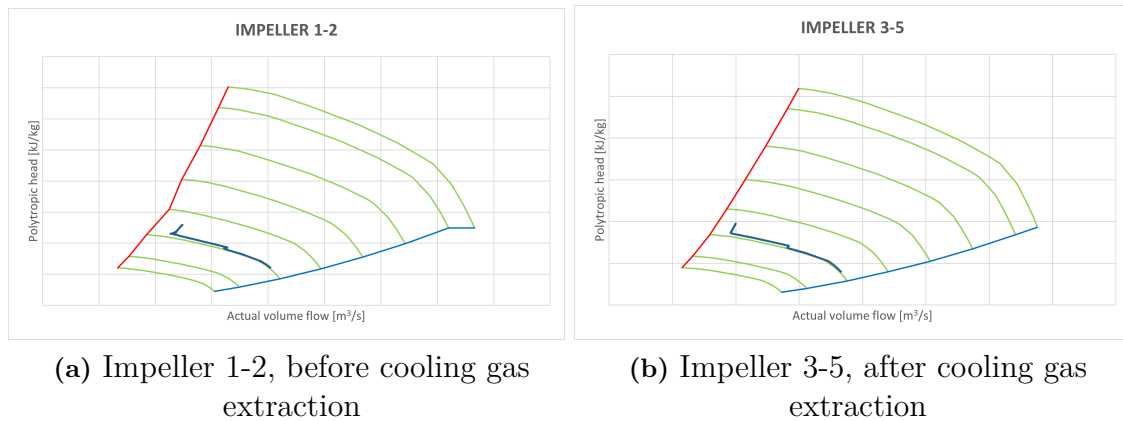 IMPELLER 1-2
Polytropic head [kJ/kg]
Actual volume flow [m³/s]
(a) Impeller 1-2, before cooling gas
extraction
IMPELLER 3-5
Polytropic head [kJ/kg]
Actual volume flow [m³/s]
(b) Impeller 3-5, after cooling gas
extraction